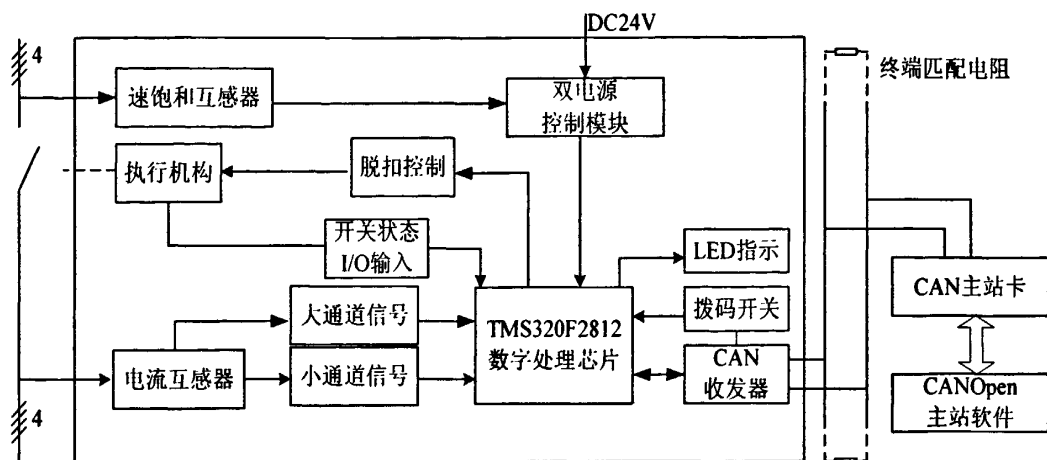 DC24V
4
终端匹配电阻
速饱和互感器
双电源
控制模块
执行机构
脱扣控制
开关状态
I/O输入
LED指示
CAN主站卡
大通道信号
TMS320F2812
数字处理芯片
拨码开关
电流互感器
小通道信号
CAN
收发器
CANOpen
主站软件
4